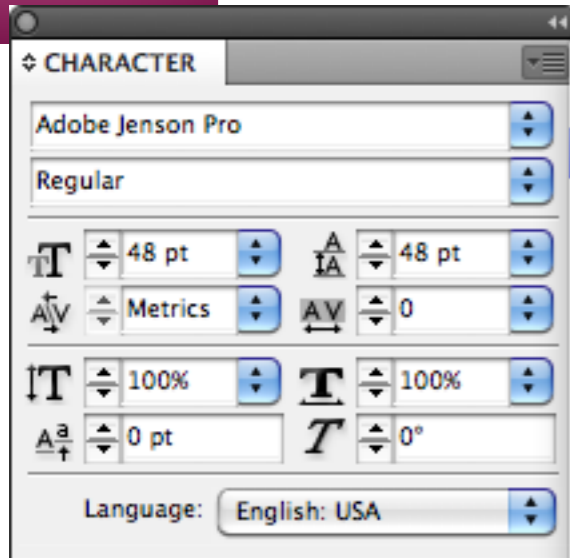 CHARACTER
Adobe Jenson Pro
Regular
48 pt 48 pt
Metrics 0
100% 100%
0 pt 0°
Language: English: USA